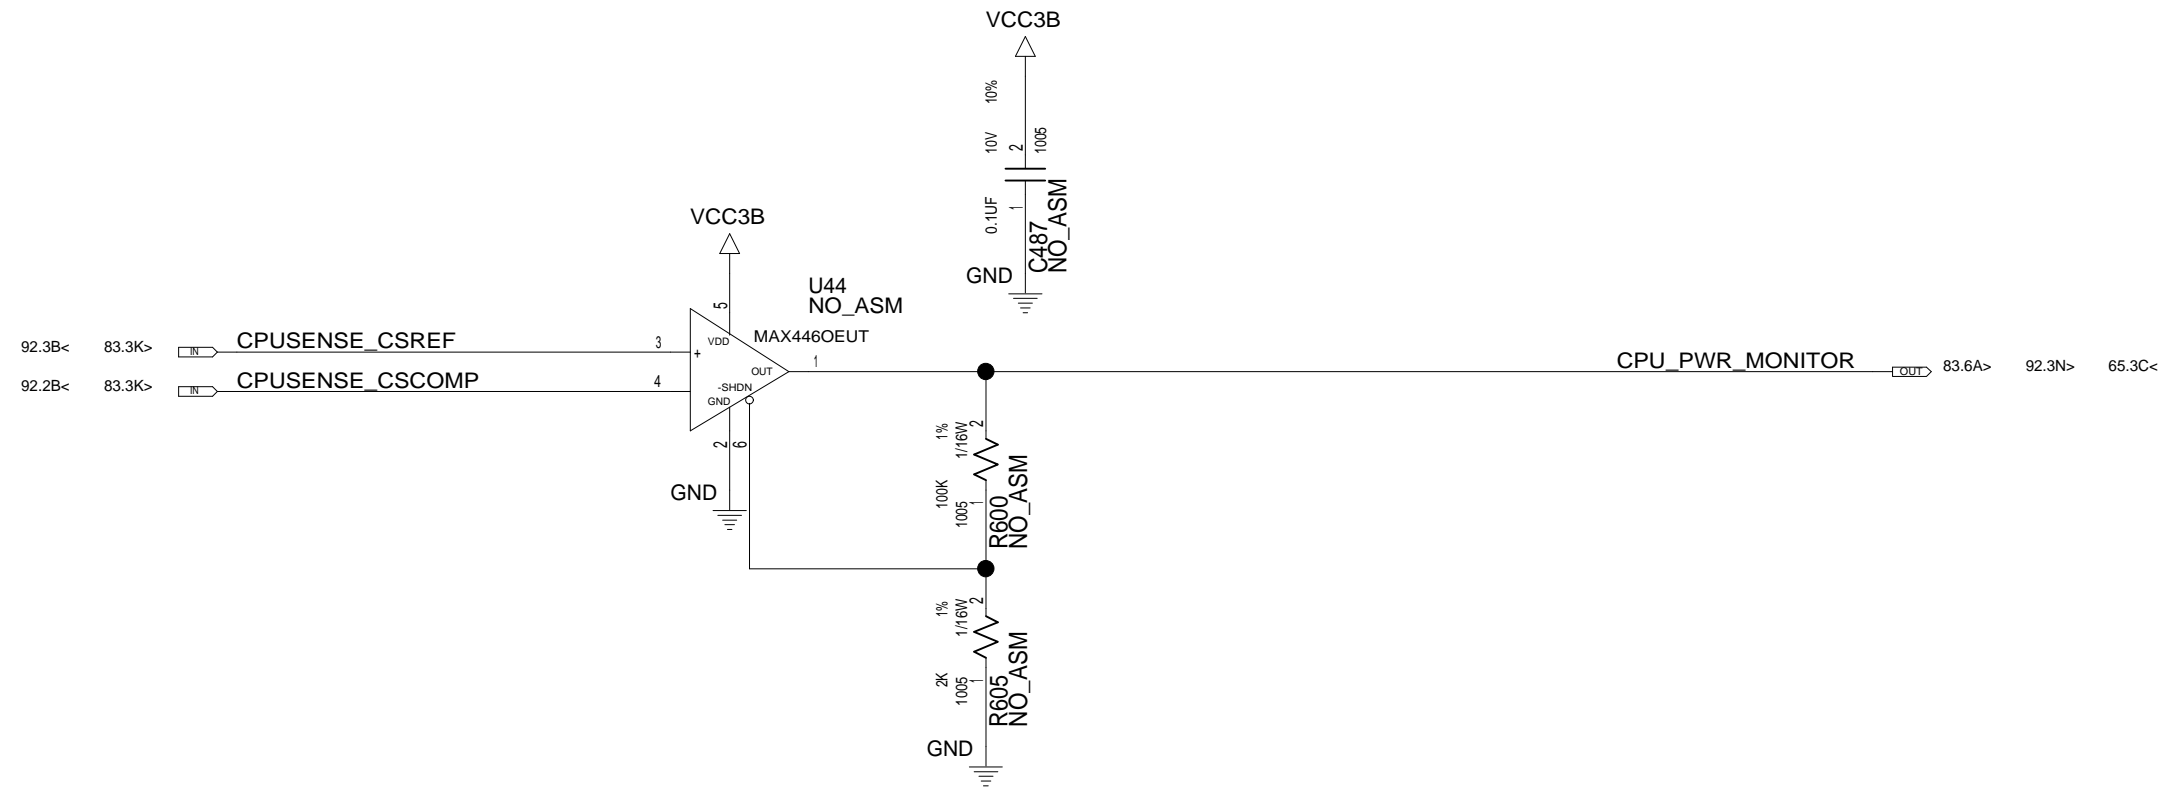 VCC3B
10%
10V
2
1005
0.1UF
1
C487
NO_ASM
GND
VCC3B
5
U44
NO_ASM
MAX446OEUT
VDD
+
OUT
-SHDN
GND
92.3B< 83.3K> IN CPUSENSE_CSREF 3
92.2B< 83.3K> IN CPUSENSE_CSCOMP 4
1
CPU_PWR_MONITOR OUT 83.6A> 92.3N> 65.3C<
2
6
GND
1%
1/16W
2
100K
1005
1
R600
NO_ASM
1%
1/16W
2
2K
1005
1
R605
NO_ASM
GND